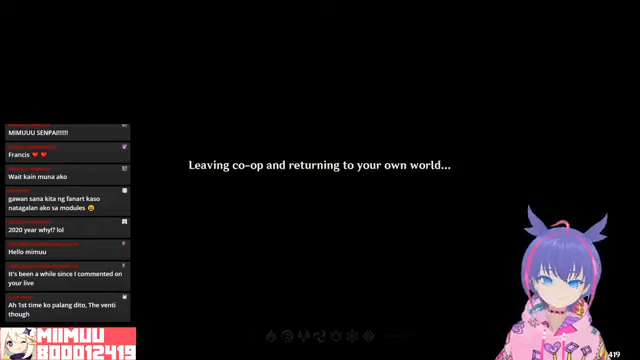 MIMUUU SENPAI!!!!!!
Francis ❤️ ❤️
Wait kain muna ako
gawan sana kita ng fanart kaso
natagalan ako sa modules 😅
2020 year why!? lol
Hello mimuu
It's been a while since I commented on
your live
Ah 1st time ko palang dito, The venti
though
Leaving co-op and returning to your own world...
MIIMUU
800012419
419